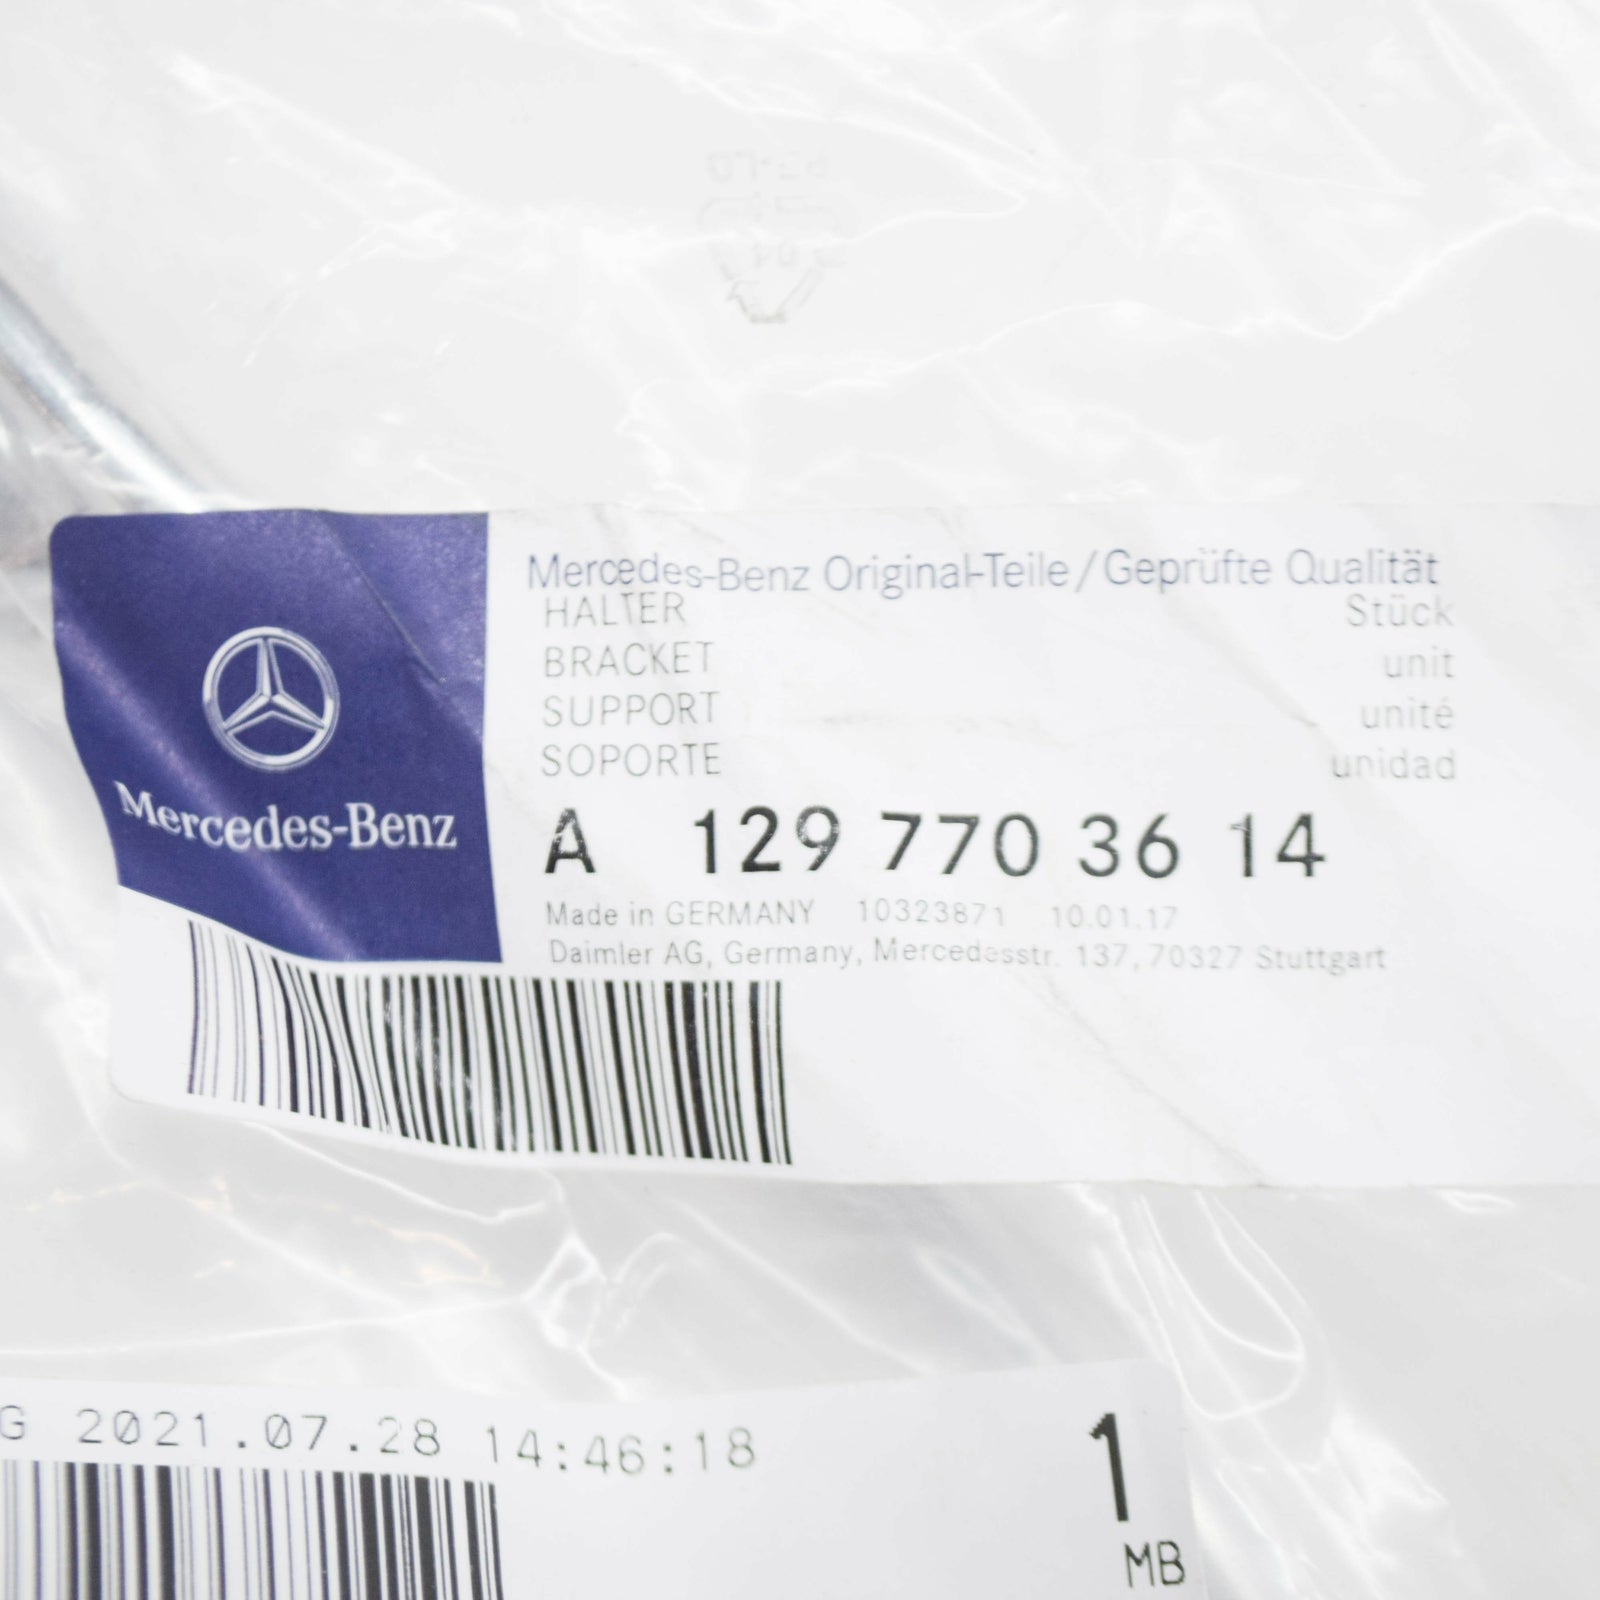 Mercedes-Benz Original-Teile/Geprüfte Qualität
HALTER Stück
BRACKET unit
SUPPORT unité
SOPORTE unidad
Mercedes-Benz
A 129 770 36 14
Made in GERMANY 10323871 10.01.17
Daimler AG, Germany, Mercedesstr. 137, 70327 Stuttgart
G 2021.07.28 14:46:18
1
MB